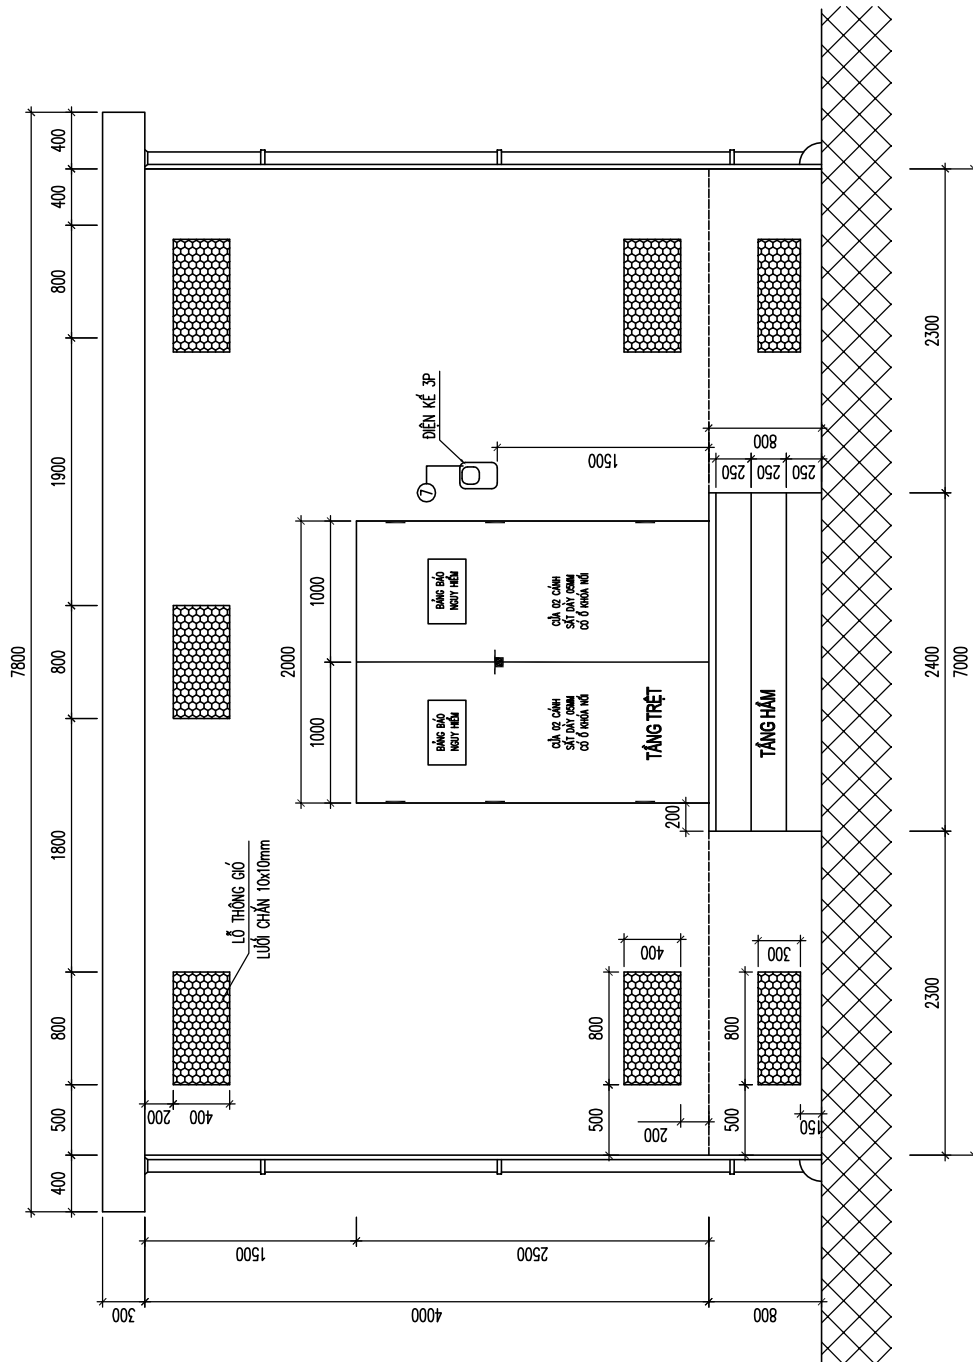 7800
400
500
800
1800
800
1900
800
400
400
200
400
LỖ THÔNG GIÓ
LƯỚI CHẮN 10x10mm
2000
1000
1000
BẢNG BÁO
NGUY HIỂM
BẢNG BÁO
NGUY HIỂM
CỬA 02 CÁNH
SẮT DÀY 05MM
CÓ Ổ KHÓA NỔI
CỬA 02 CÁNH
SẮT DÀY 05MM
CÓ Ổ KHÓA NỔI
7
ĐIỆN KẾ 3P
1500
TẦNG TRỆT
TẦNG HẦM
200
800
250
250
250
500
800
400
200
500
800
300
150
300
1500
2500
4000
800
2300
2400
2300
7000